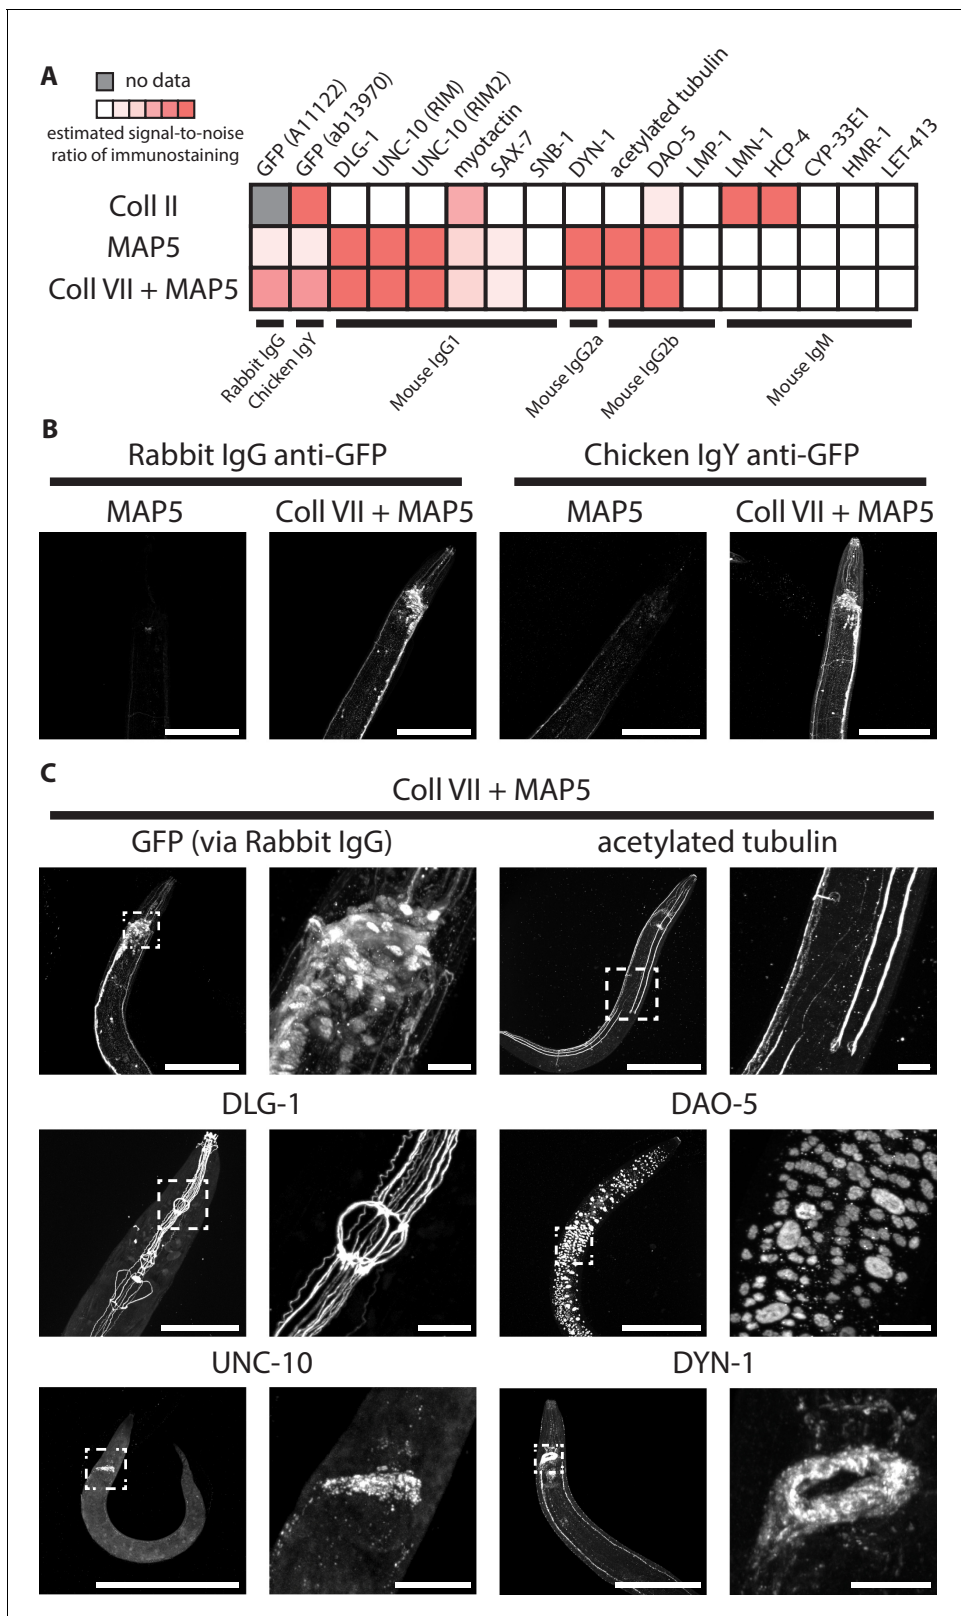 A
no data
estimated signal-to-noise
ratio of immunostaining
GFP (A11122)
GFP (ab13970)
DLG-1
UNC-10 (RIM)
UNC-10 (RIM2)
myotactin
SAX-7
SNB-1
DYN-1
acetylated tubulin
DAO-5
LMP-1
LMN-1
HCP-4
CYP-33E1
HMR-1
LET-413
Coll II
MAP5
Coll VII + MAP5
Rabbit IgG
Chicken IgY
Mouse IgG1
Mouse IgG2a
Mouse IgG2b
Mouse IgM
B
Rabbit IgG anti-GFP
Chicken IgY anti-GFP
MAP5
Coll VII + MAP5
MAP5
Coll VII + MAP5
C
Coll VII + MAP5
GFP (via Rabbit IgG)
acetylated tubulin
DLG-1
DAO-5
UNC-10
DYN-1